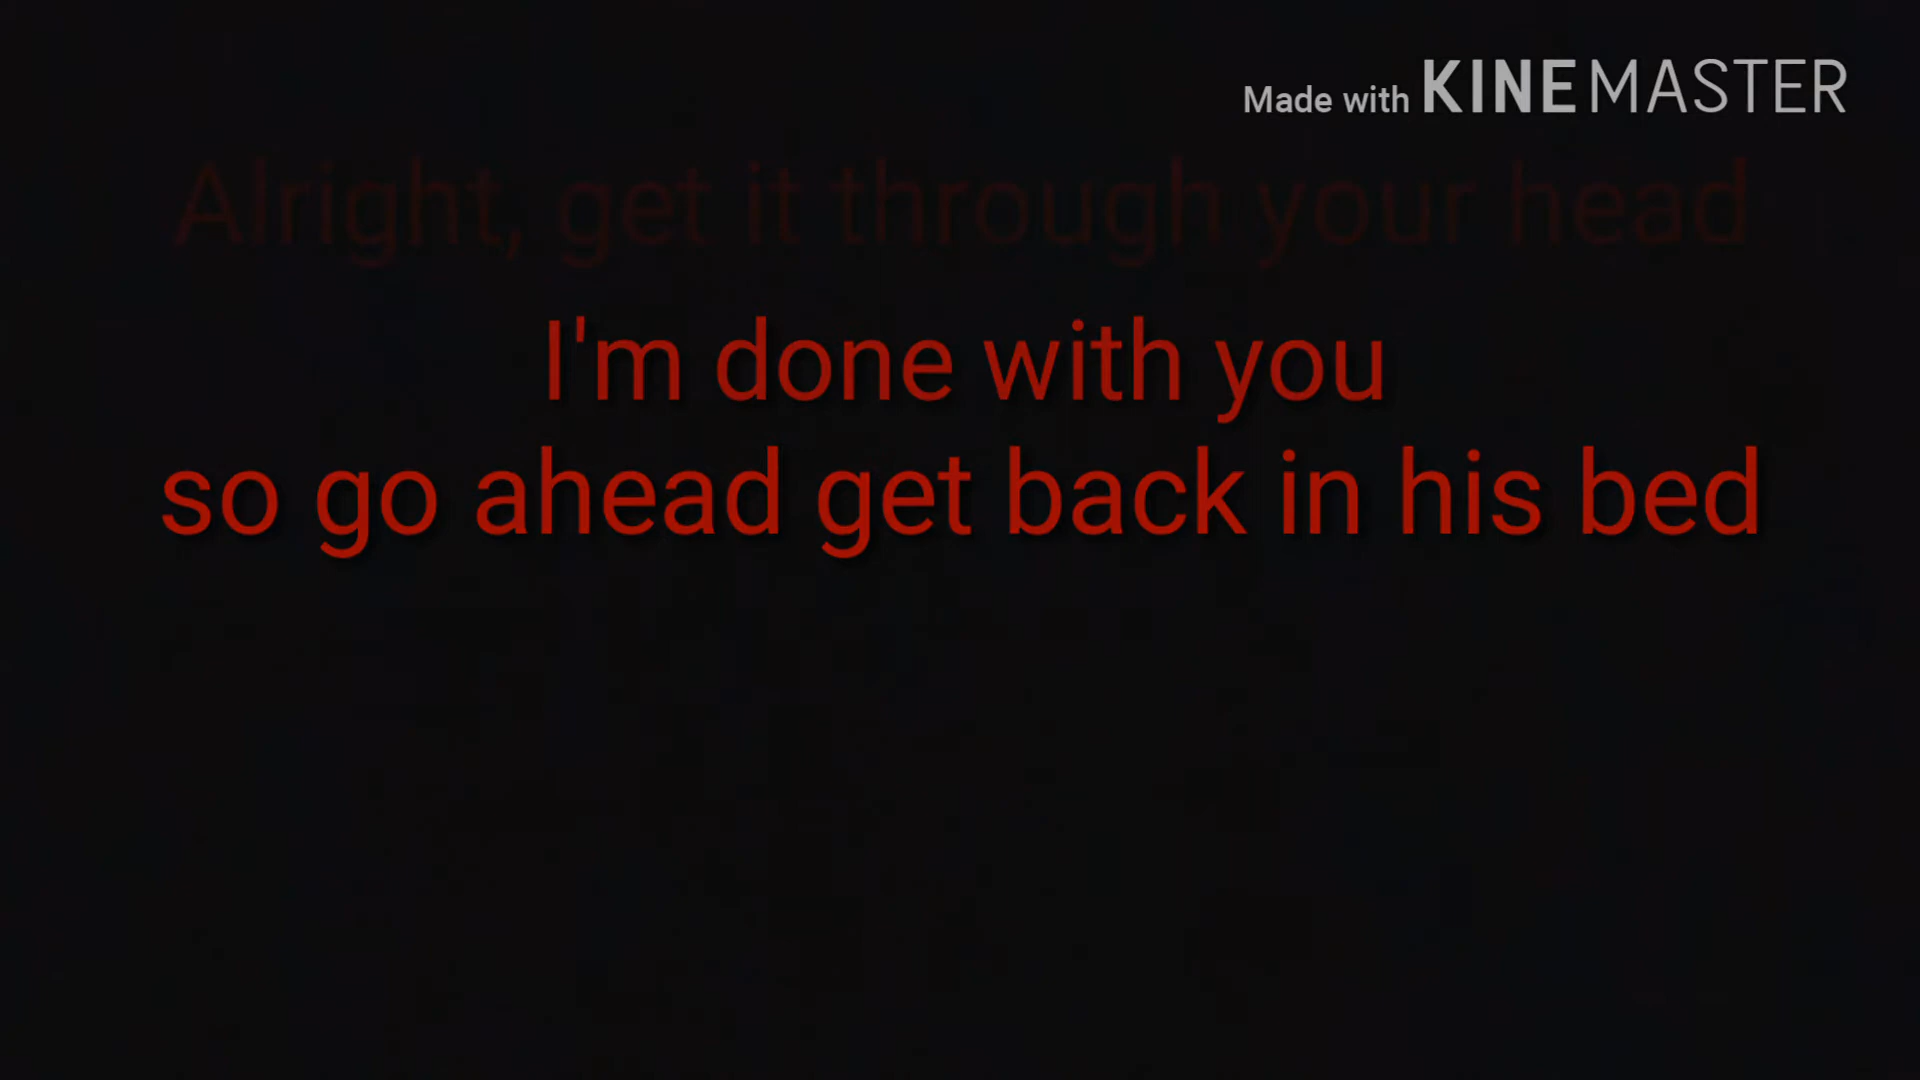 Made with KINEMASTER
Alright, get it through your head
I'm done with you
so go ahead get back in his bed